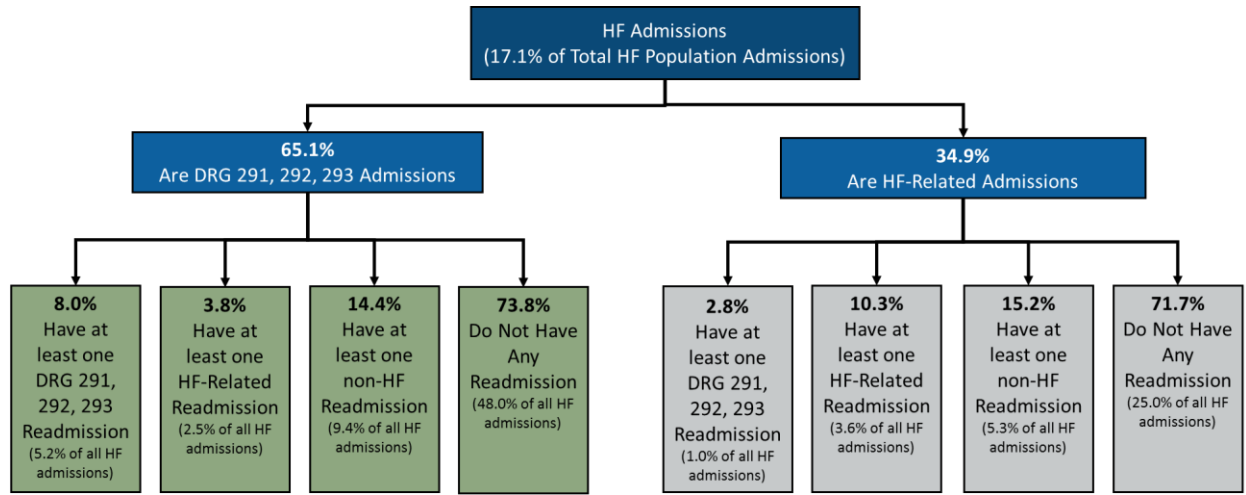 HF Admissions
(17.1% of Total HF Population Admissions)
65.1%
Are DRG 291, 292, 293 Admissions
34.9%
Are HF-Related Admissions
8.0%
Have at
least one
DRG 291,
292, 293
Readmission
(5.2% of all HF
admissions)
3.8%
Have at
least one
HF-Related
Readmission
(2.5% of all HF
admissions)
14.4%
Have at
least one
non-HF
Readmission
(9.4% of all HF
admissions)
73.8%
Do Not Have
Any
Readmission
(48.0% of all HF
admissions)
2.8%
Have at
least one
DRG 291,
292, 293
Readmission
(1.0% of all HF
admissions)
10.3%
Have at
least one
HF-Related
Readmission
(3.6% of all HF
admissions)
15.2%
Have at
least one
non-HF
Readmission
(5.3% of all HF
admissions)
71.7%
Do Not Have
Any
Readmission
(25.0% of all HF
admissions)